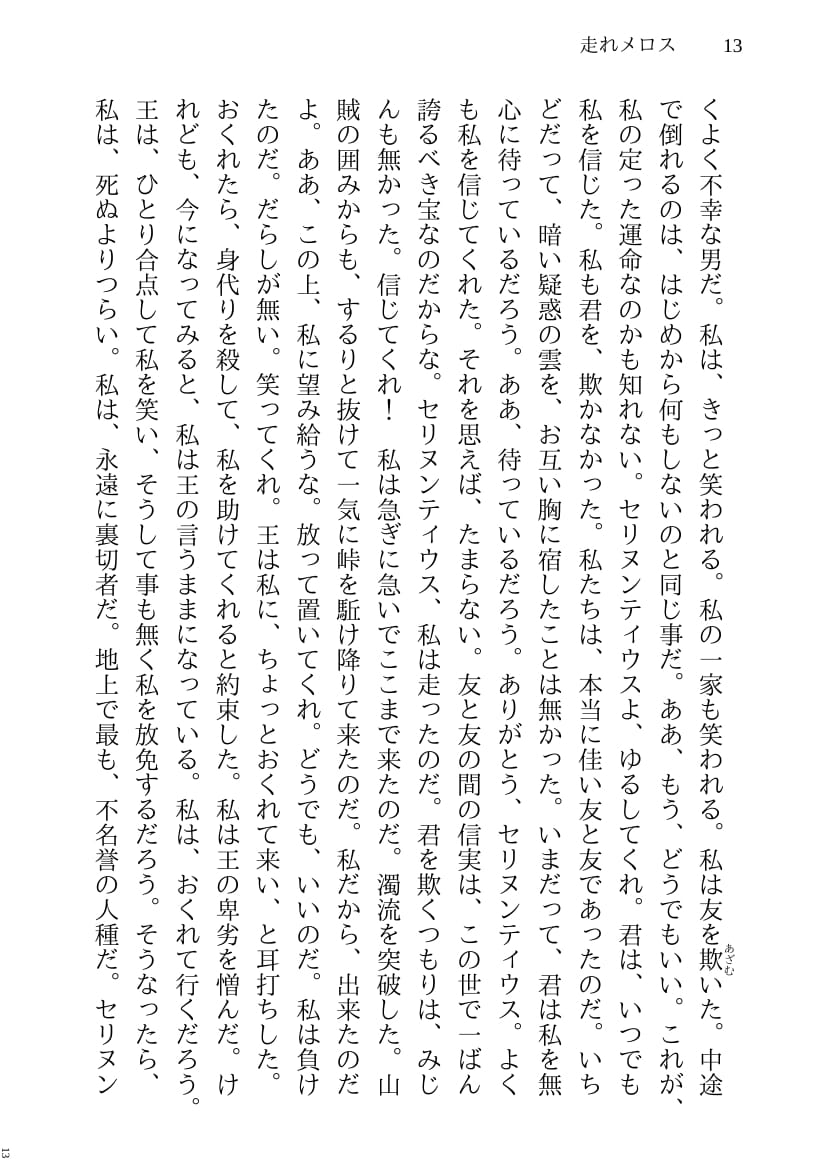 走れメロス 13
くよく不幸な男だ。私は、きっと笑われる。私の一家も笑われる。私は友を欺いた。中途
あざむ
で倒れるのは、はじめから何もしないのと同じ事だ。ああ、もう、どうでもいい。これが、
私の定った運命なのかも知れない。セリヌンティウスよ、ゆるしてくれ。君は、いつでも
私を信じた。私も君を、欺かなかった。私たちは、本当に佳い友と友であったのだ。いち
どだって、暗い疑惑の雲を、お互い胸に宿したことは無かった。いまだって、君は私を無
心に待っているだろう。ああ、待っているだろう。ありがとう、セリヌンティウス。よく
も私を信じてくれた。それを思えば、たまらない。友と友の間の信実は、この世で一ばん
誇るべき宝なのだからな。セリヌンティウス、私は走ったのだ。君を欺くつもりは、みじ
んも無かった。信じてくれ！　私は急ぎに急いでここまで来たのだ。濁流を突破した。山
賊の囲みからも、するりと抜けて一気に峠を駈け降りて来たのだ。私だから、出来たのだ
よ。ああ、この上、私に望み給うな。放って置いてくれ。どうでも、いいのだ。私は負け
たのだ。だらしが無い。笑ってくれ。王は私に、ちょっとおくれて来い、と耳打ちした。
おくれたら、身代りを殺して、私を助けてくれると約束した。私は王の卑劣を憎んだ。け
れども、今になってみると、私は王の言うままになっている。私は、おくれて行くだろう。
王は、ひとり合点して私を笑い、そうして事も無く私を放免するだろう。そうなったら、
私は、死ぬよりつらい。私は、永遠に裏切者だ。地上で最も、不名誉の人種だ。セリヌン
13